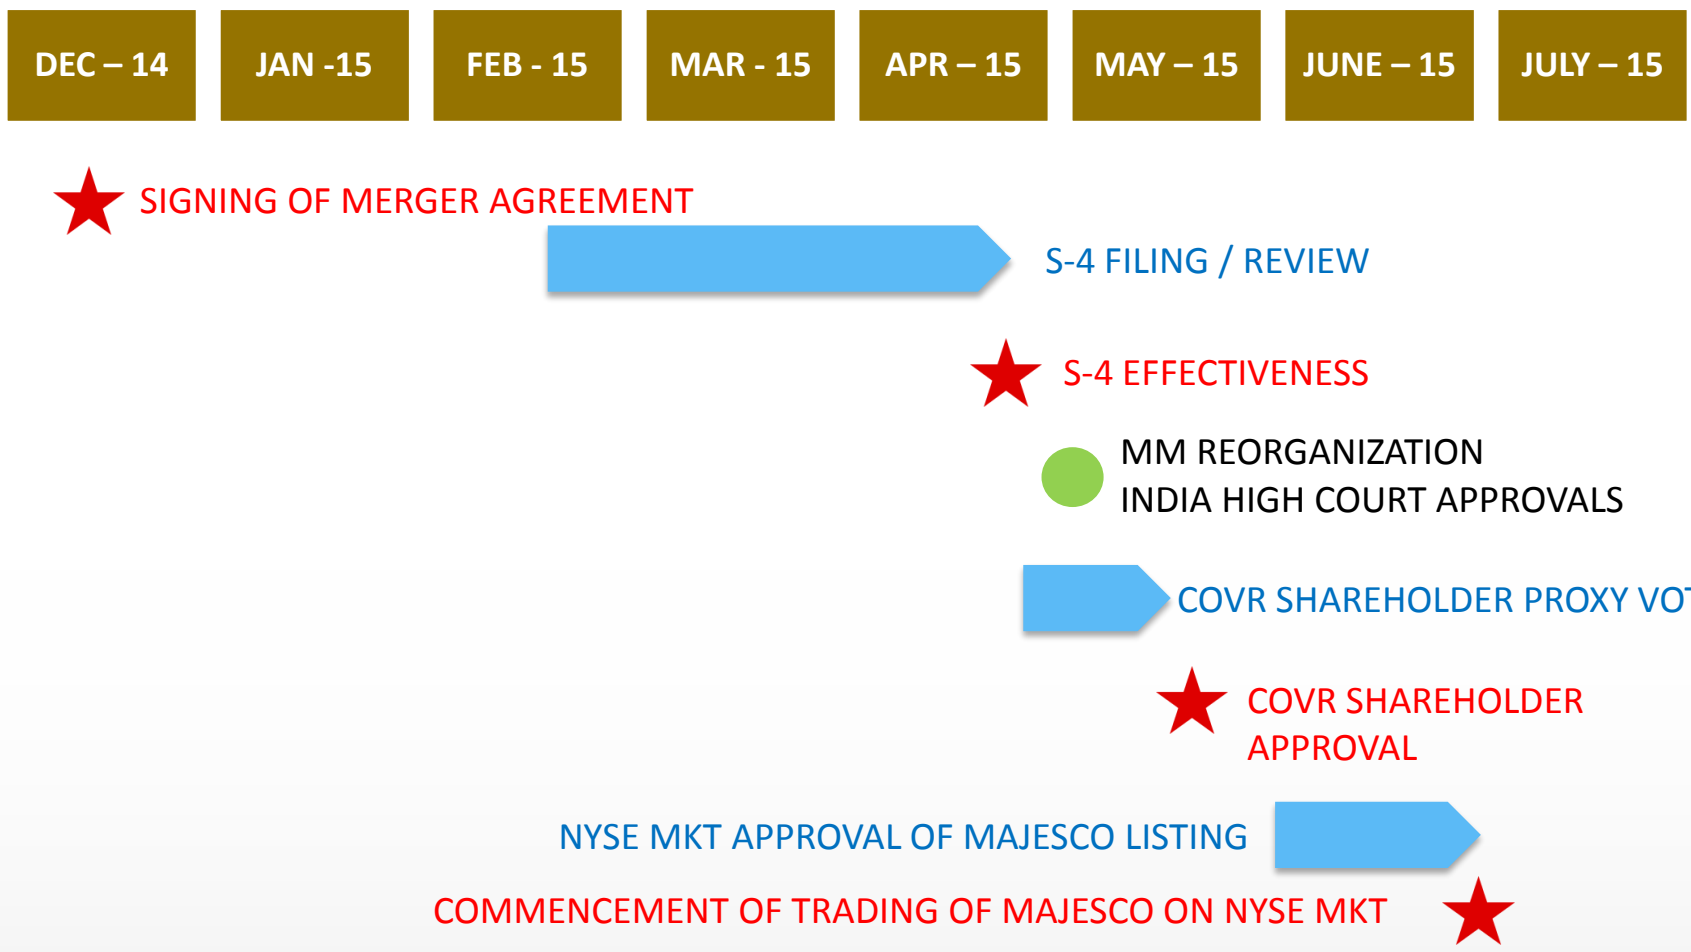 DEC – 14 JAN -15 FEB - 15 MAR - 15 APR – 15 MAY – 15 JUNE – 15 JULY – 15
SIGNING OF MERGER AGREEMENT
S-4 FILING / REVIEW
S-4 EFFECTIVENESS
MM REORGANIZATION
INDIA HIGH COURT APPROVALS
COVR SHAREHOLDER PROXY
COVR SHAREHOLDER
APPROVAL
NYSE MKT APPROVAL OF MAJESCO LISTING
COMMENCEMENT OF TRADING OF MAJESCO ON NYSE MKT